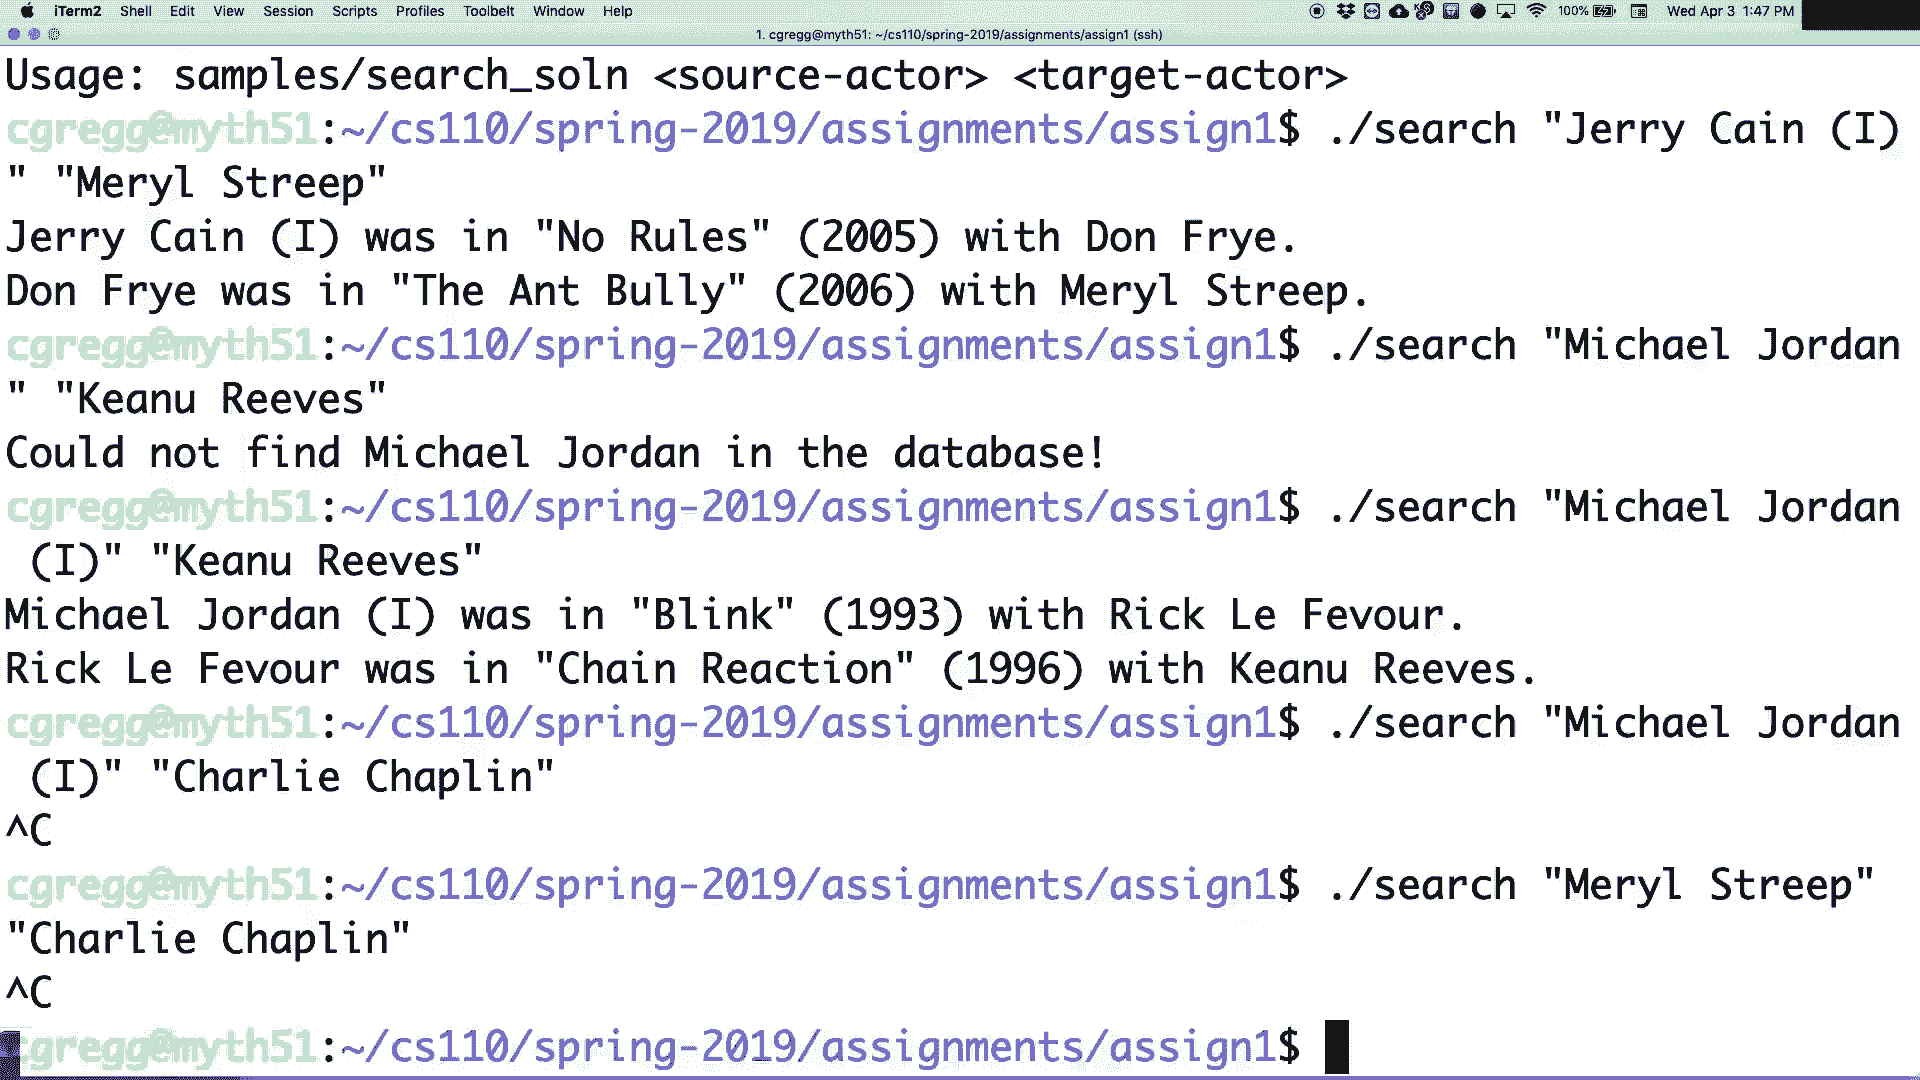 iTerm2 Shell Edit View Session Scripts Profiles Toolbelt Window Help 100% Wed Apr 3 1:47 PM
1. cgregg@myth51: ~/cs110/spring-2019/assignments/assign1 (ssh)
Usage: samples/search_soln <source-actor> <target-actor>
cgregg@myth51:~/cs110/spring-2019/assignments/assign1$ ./search "Jerry Cain (I)
" "Meryl Streep"
Jerry Cain (I) was in "No Rules" (2005) with Don Frye.
Don Frye was in "The Ant Bully" (2006) with Meryl Streep.
cgregg@myth51:~/cs110/spring-2019/assignments/assign1$ ./search "Michael Jordan
" "Keanu Reeves"
Could not find Michael Jordan in the database!
cgregg@myth51:~/cs110/spring-2019/assignments/assign1$ ./search "Michael Jordan
 (I)" "Keanu Reeves"
Michael Jordan (I) was in "Blink" (1993) with Rick Le Fevour.
Rick Le Fevour was in "Chain Reaction" (1996) with Keanu Reeves.
cgregg@myth51:~/cs110/spring-2019/assignments/assign1$ ./search "Michael Jordan
 (I)" "Charlie Chaplin"
^C
cgregg@myth51:~/cs110/spring-2019/assignments/assign1$ ./search "Meryl Streep"
"Charlie Chaplin"
^C
cgregg@myth51:~/cs110/spring-2019/assignments/assign1$